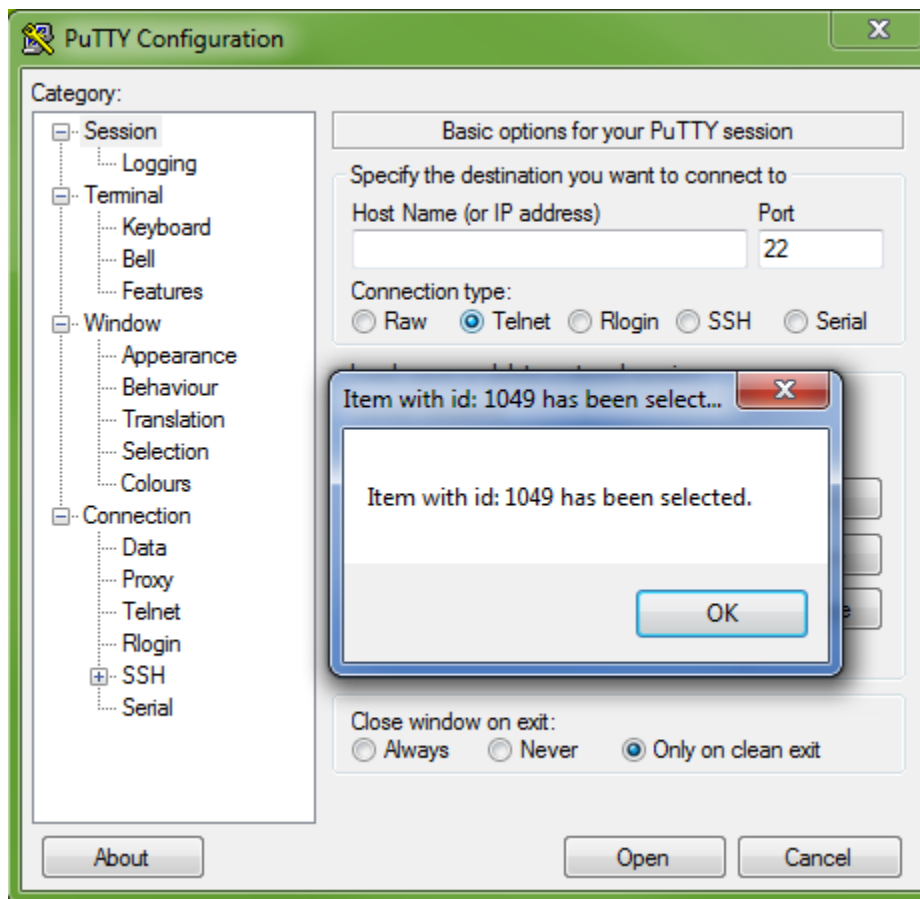 PuTTY Configuration
Category:
Session
Logging
Terminal
Keyboard
Bell
Features
Window
Appearance
Behaviour
Translation
Selection
Colours
Connection
Data
Proxy
Telnet
Rlogin
SSH
Serial
Basic options for your PuTTY session
Specify the destination you want to connect to
Host Name (or IP address) Port
22
Connection type:
Raw Telnet Rlogin SSH Serial
Item with id: 1049 has been select...
Item with id: 1049 has been selected.
OK
Close window on exit:
Always Never Only on clean exit
About Open Cancel